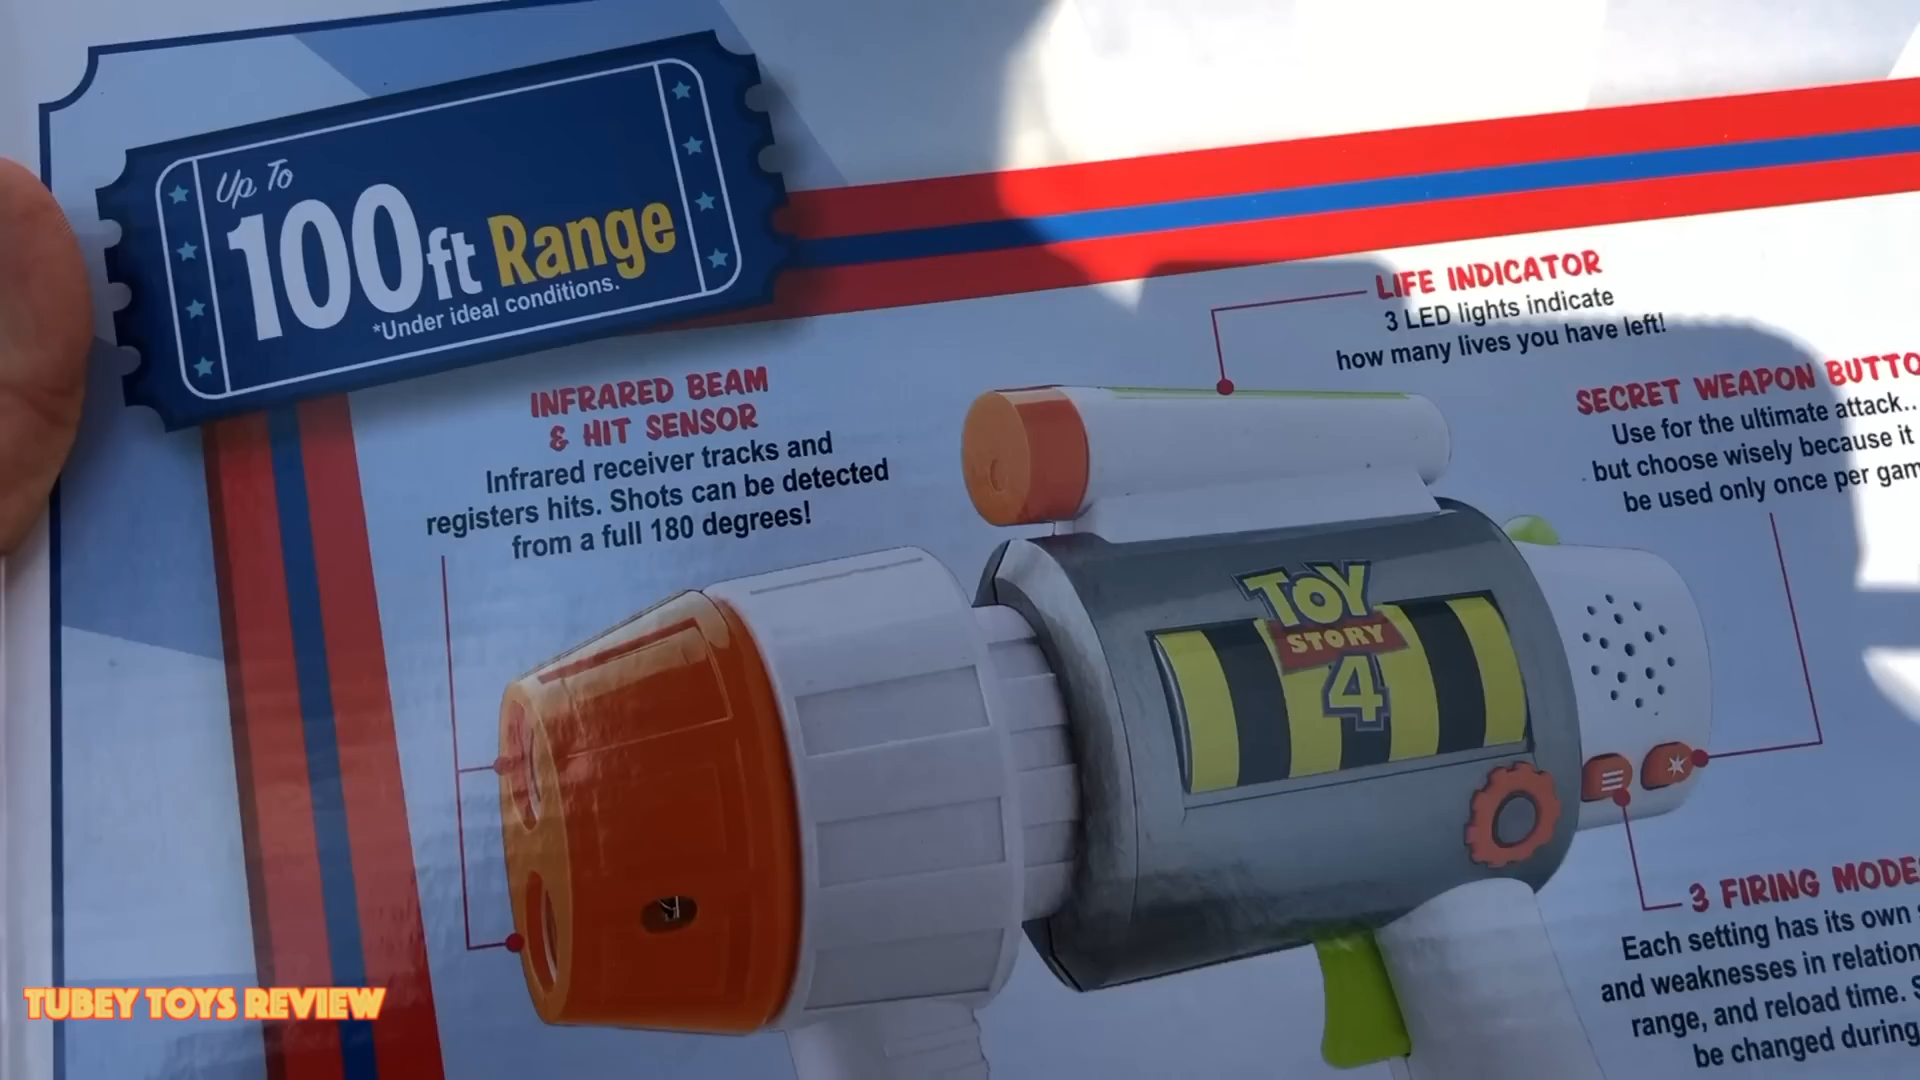 Up To
100ft Range
*Under ideal conditions.
LIFE INDICATOR
3 LED lights indicate
how many lives you have left!
INFRARED BEAM
& HIT SENSOR
Infrared receiver tracks and
registers hits. Shots can be detected
from a full 180 degrees!
SECRET WEAPON BUTTO
Use for the ultimate attack..
but choose wisely because it
be used only once per gam
TOY
STORY
4
3 FIRING MODE
Each setting has its own
and weaknesses in relation
range, and reload time. S
be changed during
TUBEY TOYS REVIEW